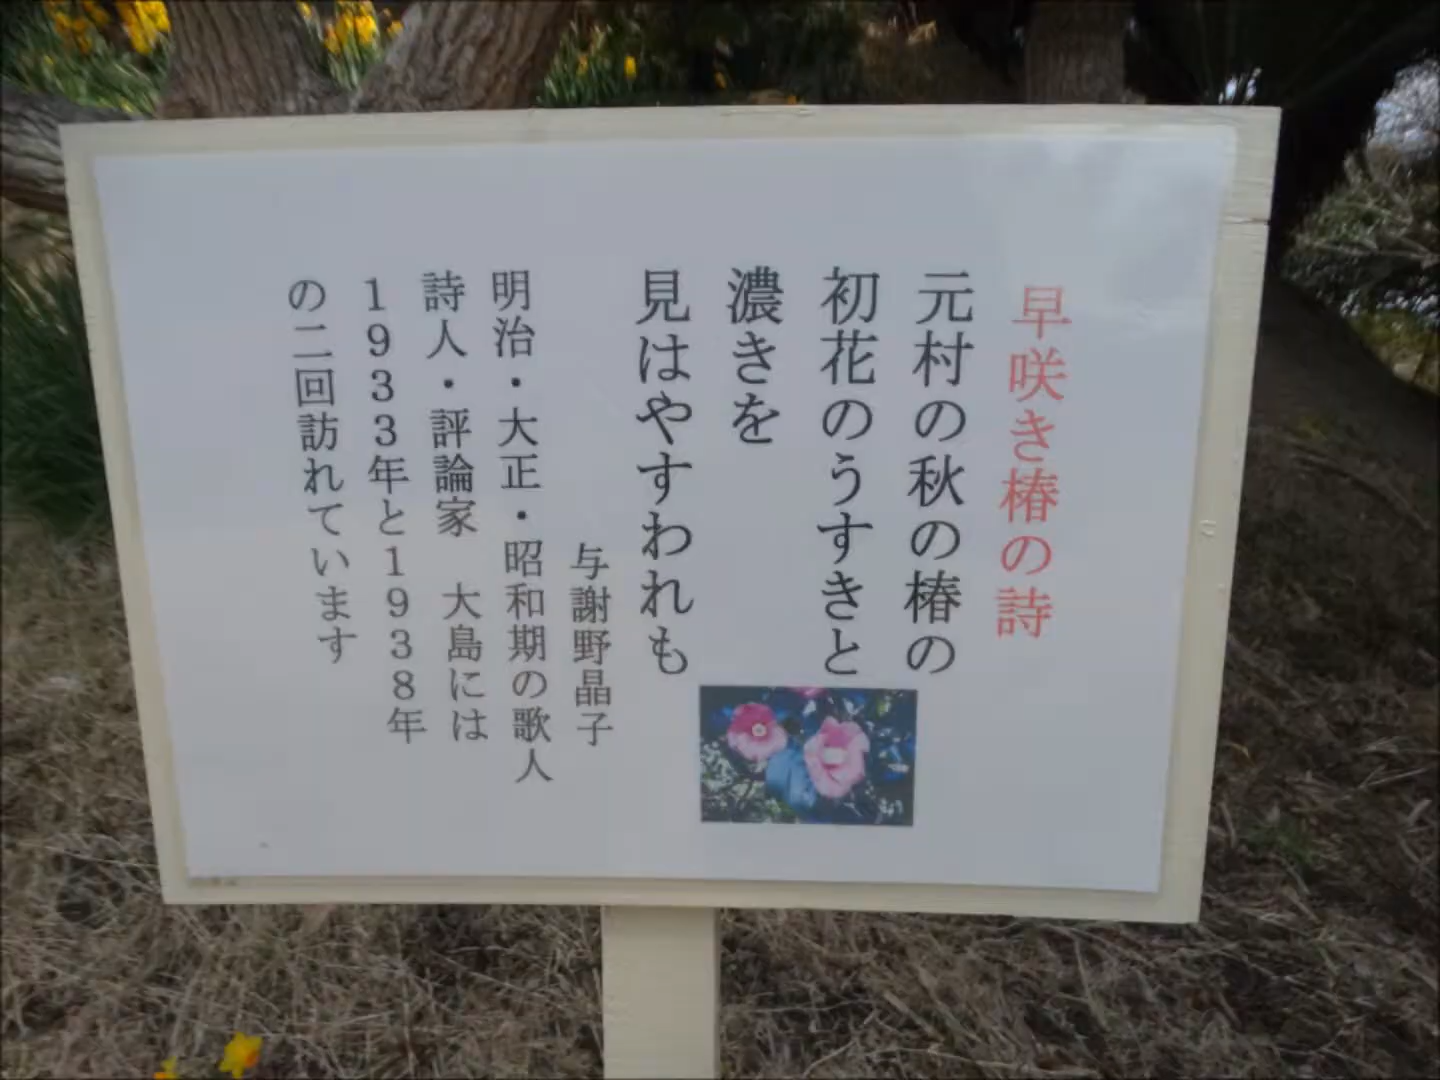 早咲き椿の詩
元村の秋の椿の
初花のうすきと
濃きを
見はやすわれも
与謝野晶子
明治・大正・昭和期の歌人
詩人・評論家　大島には
1933年と1938年
の二回訪れています